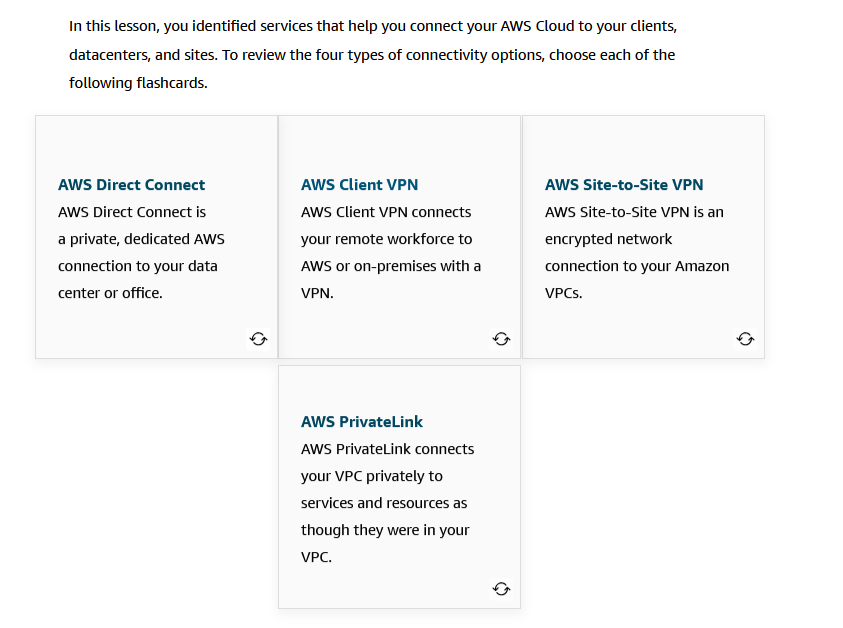 In this lesson, you identified services that help you connect your AWS Cloud to your clients,
datacenters, and sites. To review the four types of connectivity options, choose each of the
following flashcards.
AWS Direct Connect
AWS Direct Connect is
a private, dedicated AWS
connection to your data
center or office.
AWS Client VPN
AWS Client VPN connects
your remote workforce to
AWS or on-premises with a
VPN.
AWS Site-to-Site VPN
AWS Site-to-Site VPN is an
encrypted network
connection to your Amazon
VPCs.
AWS PrivateLink
AWS PrivateLink connects
your VPC privately to
services and resources as
though they were in your
VPC.